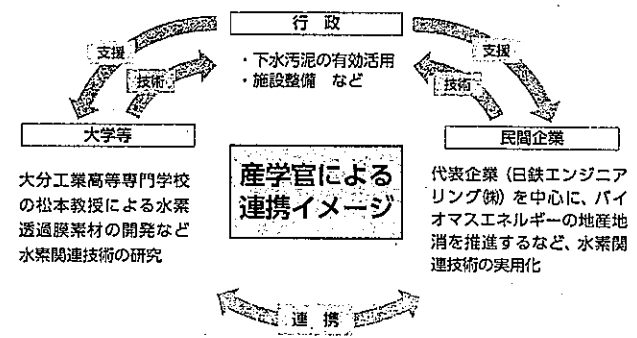 行 政
支援
支援
・下水汚泥の有効活用
・施設整備 など
技術
技術
大学等
民間企業
産学官による
連携イメージ
大分工業高等専門学校
の松本教授による水素
透過膜素材の開発など
水素関連技術の研究
代表企業(日鉄エンジニア
リング㈱)を中心に、バイ
オマスエネルギーの地産地
消を推進するなど、水素関
連技術の実用化
連 携